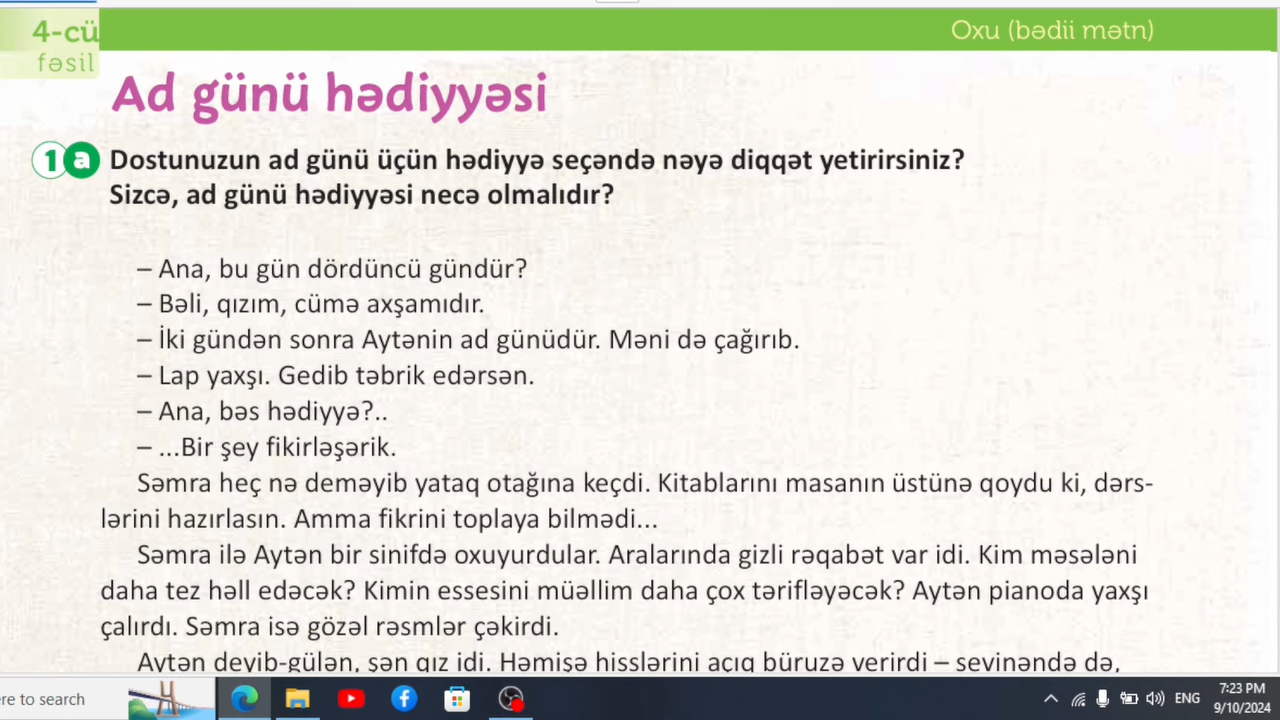 4-cü
fəsil
Oxu (bədii mətn)
Ad günü hədiyyəsi
1 a Dostunuzun ad günü üçün hədiyyə seçəndə nəyə diqqət yetirirsiniz?
Sizcə, ad günü hədiyyəsi necə olmalıdır?
– Ana, bu gün dördüncü gündür?
– Bəli, qızım, cümə axşamıdır.
– İki gündən sonra Aytənin ad günüdür. Məni də çağırıb.
– Lap yaxşı. Gedib təbrik edərsən.
– Ana, bəs hədiyyə?..
– ...Bir şey fikirləşərik.
Səmra heç nə deməyib yataq otağına keçdi. Kitablarını masanın üstünə qoydu ki, dərs-
lərini hazırlasın. Amma fikrini toplaya bilmədi...
Səmra ilə Aytən bir sinifdə oxuyurdular. Aralarında gizli rəqabət var idi. Kim məsələni
daha tez həll edəcək? Kimin essesini müəllim daha çox tərifləyəcək? Aytən pianoda yaxşı
çalırdı. Səmra isə gözəl rəsmlər çəkirdi.
Aytən deyib-gülən, şən qız idi. Həmişə hisslərini açıq büruzə verirdi – sevinəndə də,
re to search
ENG
7:23 PM
9/10/2024